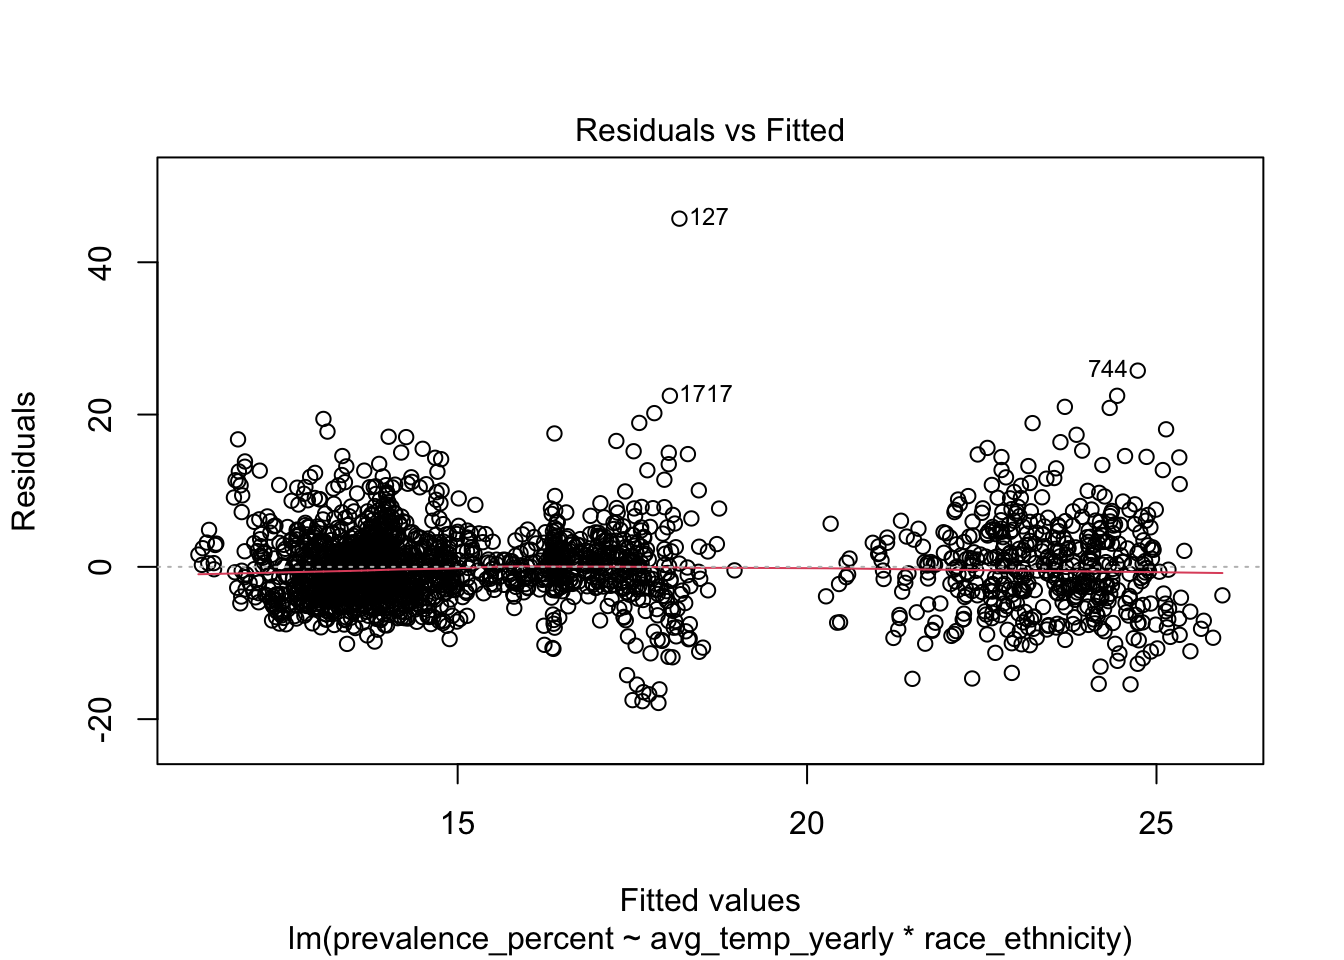 Residuals vs Fitted
127
744
1717
Residuals
40
20
0
-20
15
20
25
Fitted values
lm(prevalence_percent ~ avg_temp_yearly * race_ethnicity)